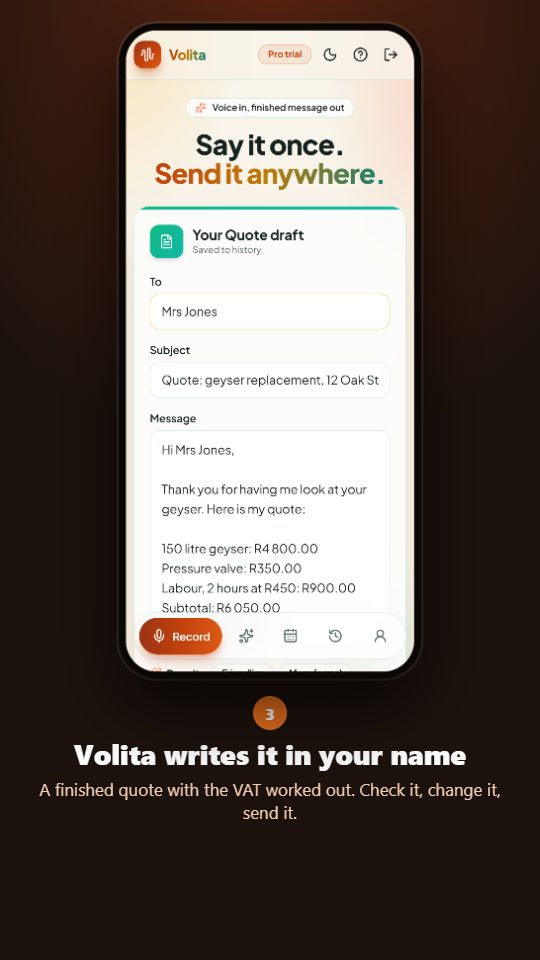 Volita
Pro trial
Voice in, finished message out
Say it once.
Send it anywhere.
Your Quote draft
Saved to history
To
Mrs Jones
Subject
Quote: geyser replacement, 12 Oak St
Message
Hi Mrs Jones,
Thank you for having me look at your
geyser. Here is my quote:
150 litre geyser: R4 800.00
Pressure valve: R350.00
Labour, 2 hours at R450: R900.00
Subtotal: R6 050.00
Record
3
Volita writes it in your name
A finished quote with the VAT worked out. Check it, change it,
send it.